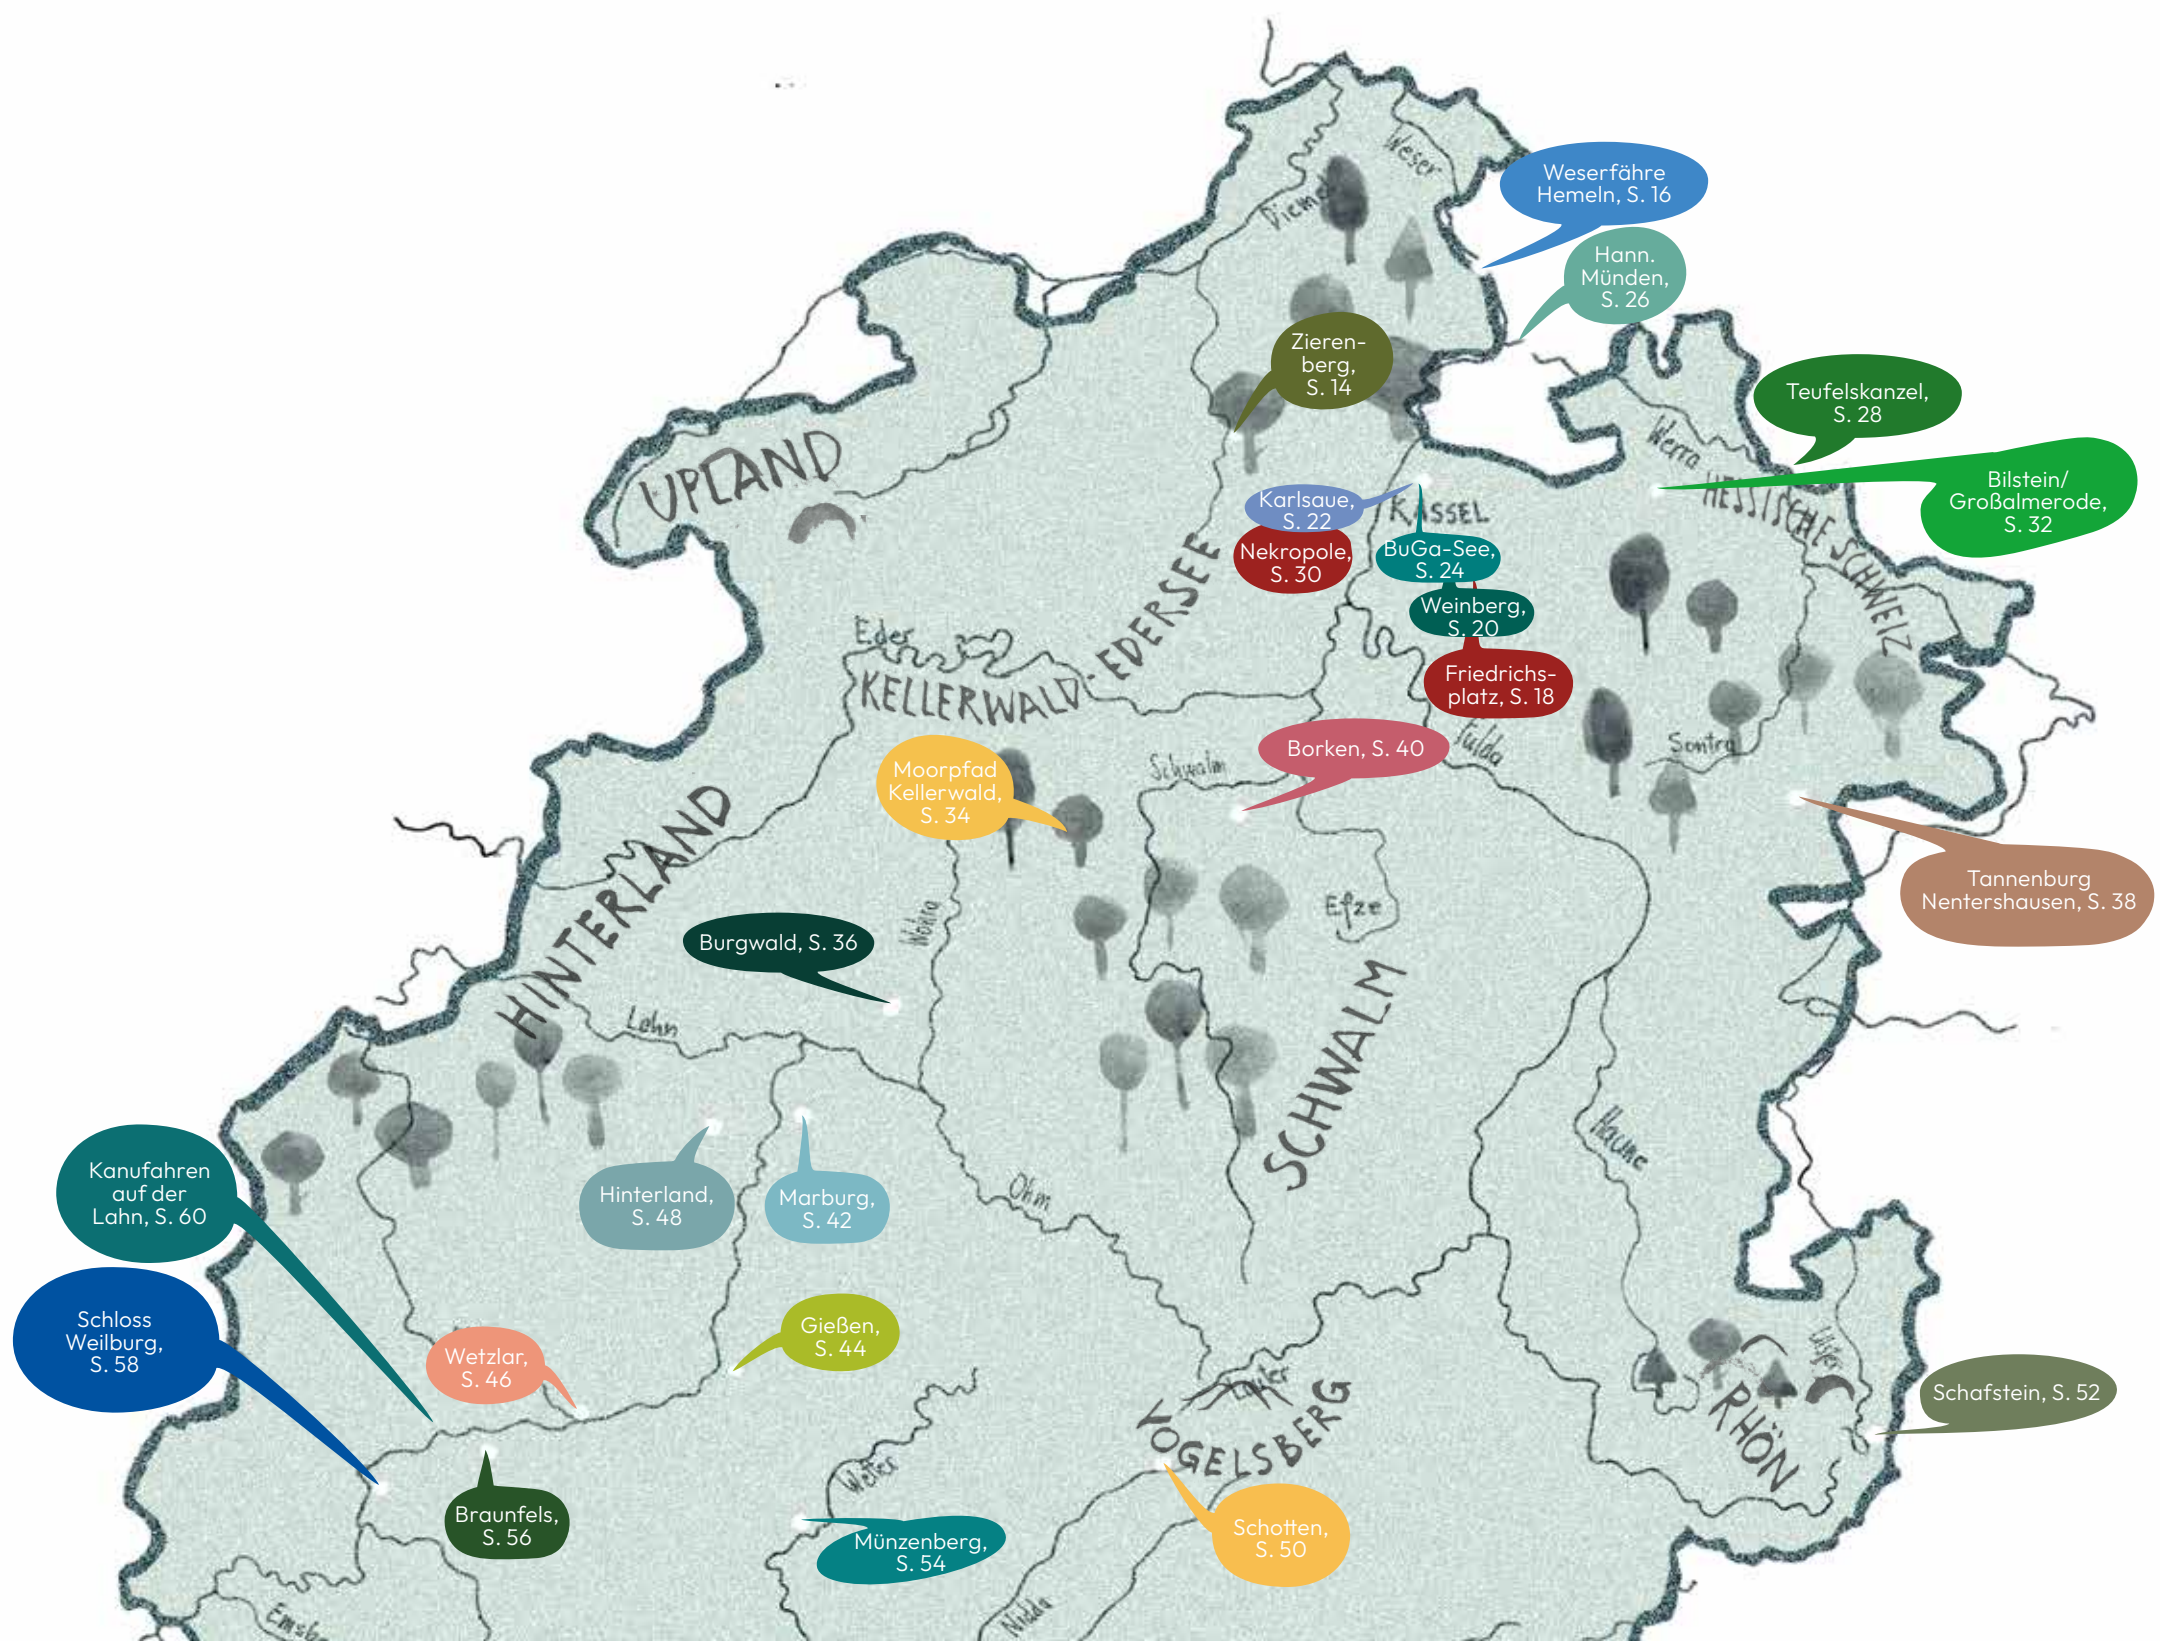 Weser
Weserfähre
Hemeln, S. 16
Hann.
Münden,
S. 26
Zieren-
berg,
S. 14
Teufelskanzel,
S. 28
Werra
UPLAND
HESSISCHE SCHWEIZ
Bilstein/
Großalmerode,
S. 32
Karlsaue,
S. 22
KASSEL
Nekropole,
S. 30
BuGa-See,
S. 24
Weinberg,
S. 20
Friedrichs-
platz, S. 18
Eder
KELLERWALD - EDERSEE
Fulda
Sontra
Borken, S. 40
Schwalm
Moorpfad
Kellerwald,
S. 34
HINTERLAND
Tannenburg
Nentershausen, S. 38
Efze
Wohra
Burgwald, S. 36
SCHWALM
Lahn
Haune
Kanufahren
auf der
Lahn, S. 60
Hinterland,
S. 48
Marburg,
S. 42
Ohm
Schloss
Weilburg,
S. 58
Gießen,
S. 44
Wetzlar,
S. 46
Schafstein, S. 52
RHÖN
VOGELSBERG
Wetter
Braunfels,
S. 56
Münzenberg,
S. 54
Schotten,
S. 50
Nidda